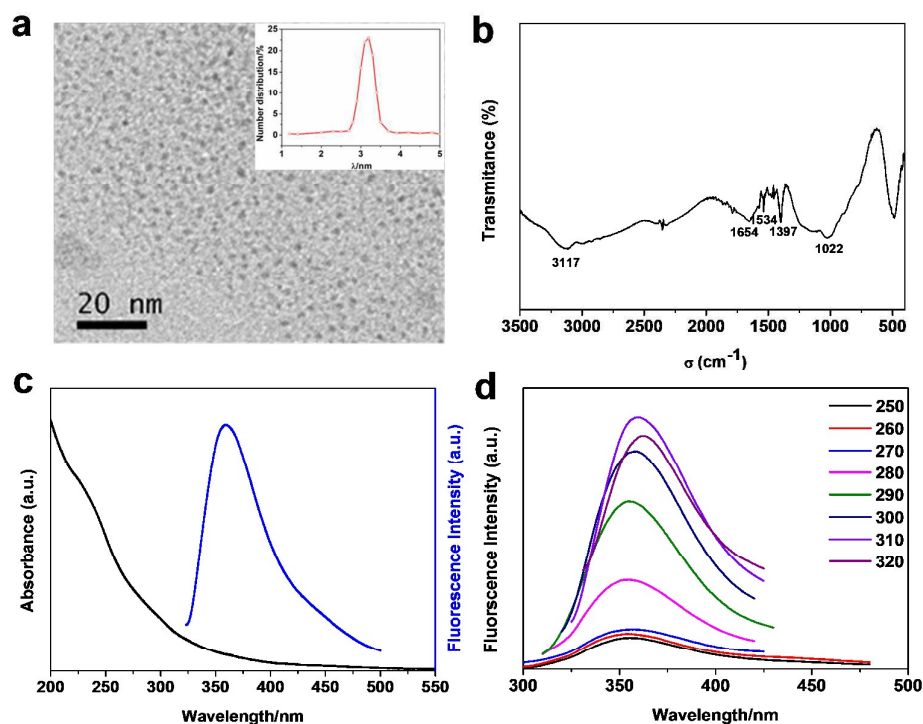 a
Number disrtibution/%
25
20
15
10
5
0
1 2 3 4 5
λ/nm
20 nm
b
Transmitance (%)
3117
1654
1534
1397
1022
3500 3000 2500 2000 1500 1000 500
σ (cm-1)
c
Absorbance (a.u.)
Fluorescence Intensity (a.u.)
200 250 300 350 400 450 500 550
Wavelength/nm
d
Fluorscence Intensity (a.u.)
250
260
270
280
290
300
310
320
300 350 400 450 500
Wavelength/nm